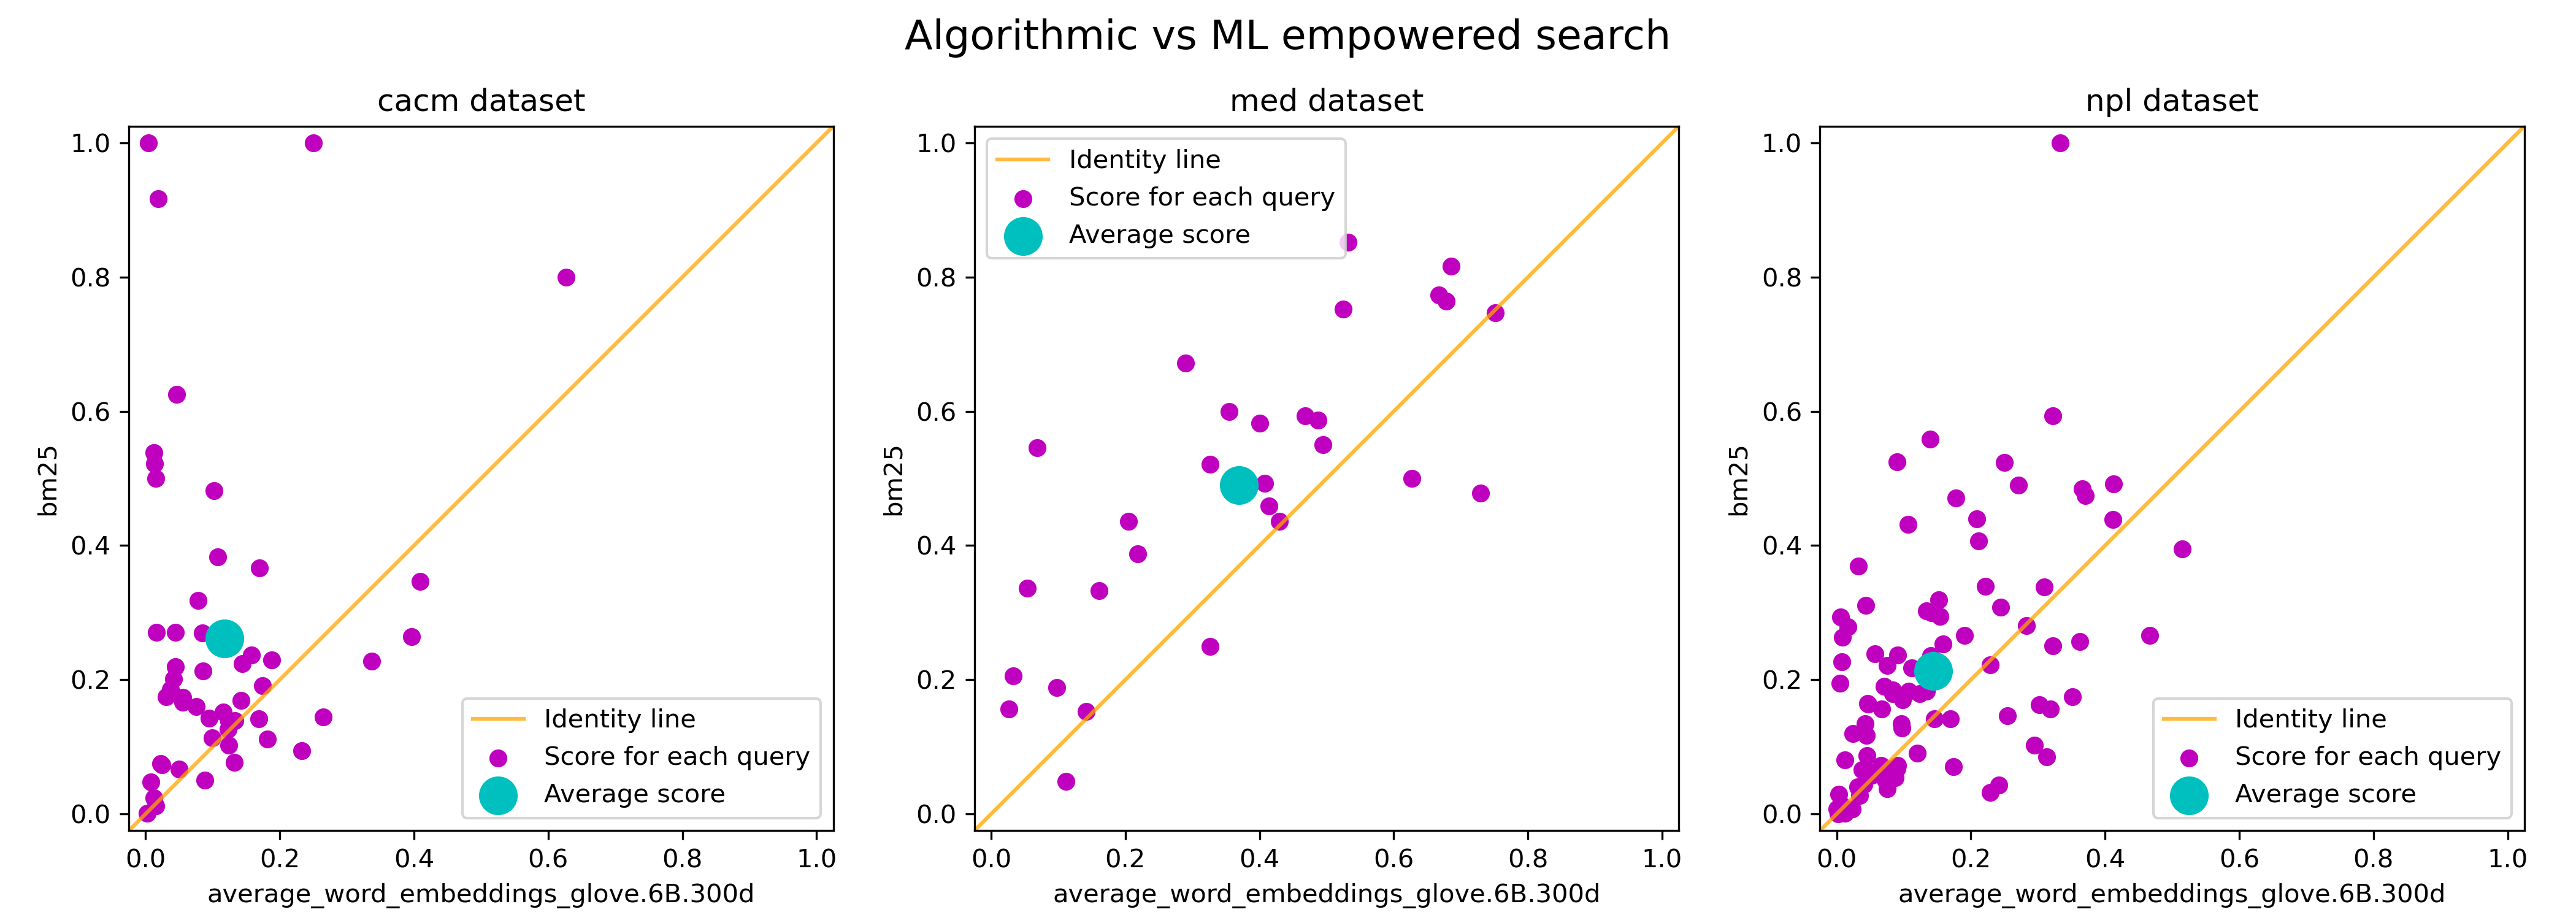 Algorithmic vs ML empowered search
cacm dataset
1.0
0.8
0.6
0.4
0.2
0.0
bm25
0.0 0.2 0.4 0.6 0.8 1.0
average_word_embeddings_glove.6B.300d
Identity line
Score for each query
Average score
med dataset
1.0
0.8
0.6
0.4
0.2
0.0
bm25
0.0 0.2 0.4 0.6 0.8 1.0
average_word_embeddings_glove.6B.300d
Identity line
Score for each query
Average score
npl dataset
1.0
0.8
0.6
0.4
0.2
0.0
bm25
0.0 0.2 0.4 0.6 0.8 1.0
average_word_embeddings_glove.6B.300d
Identity line
Score for each query
Average score